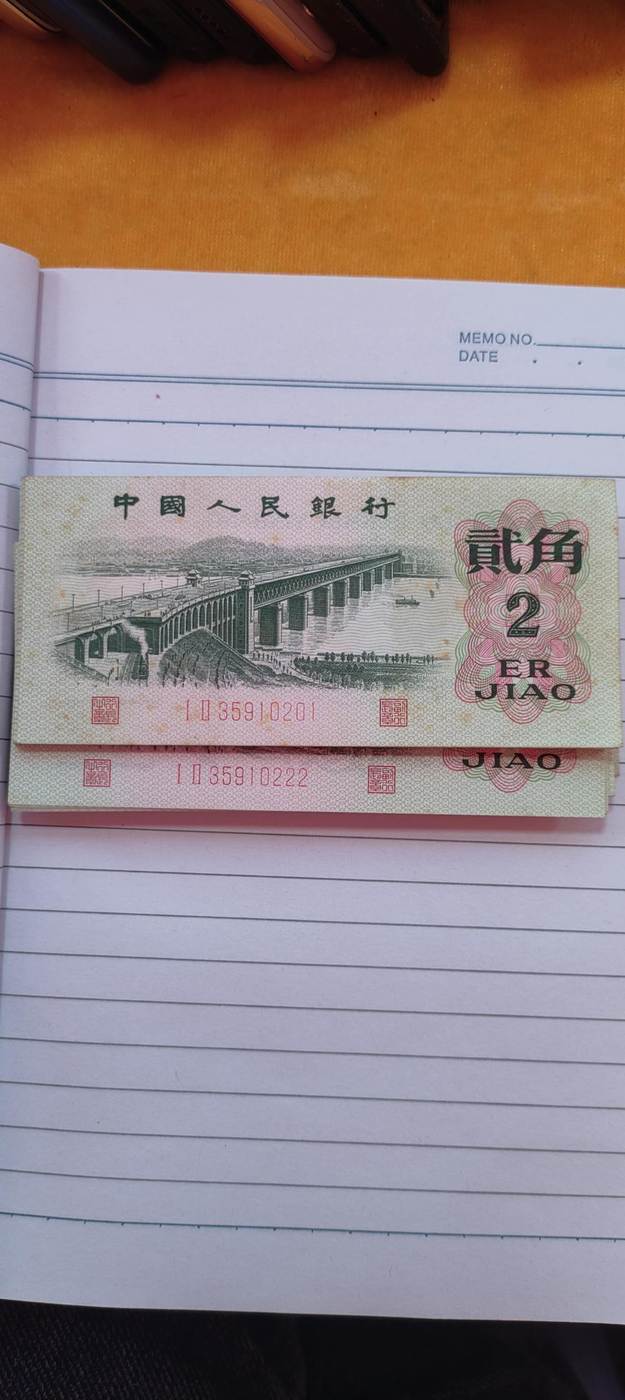 MEMO NO.
DATE . .
中國人民銀行
貳角
2
ER
JIAO
I II 35910201
JIAO
I II 35910222